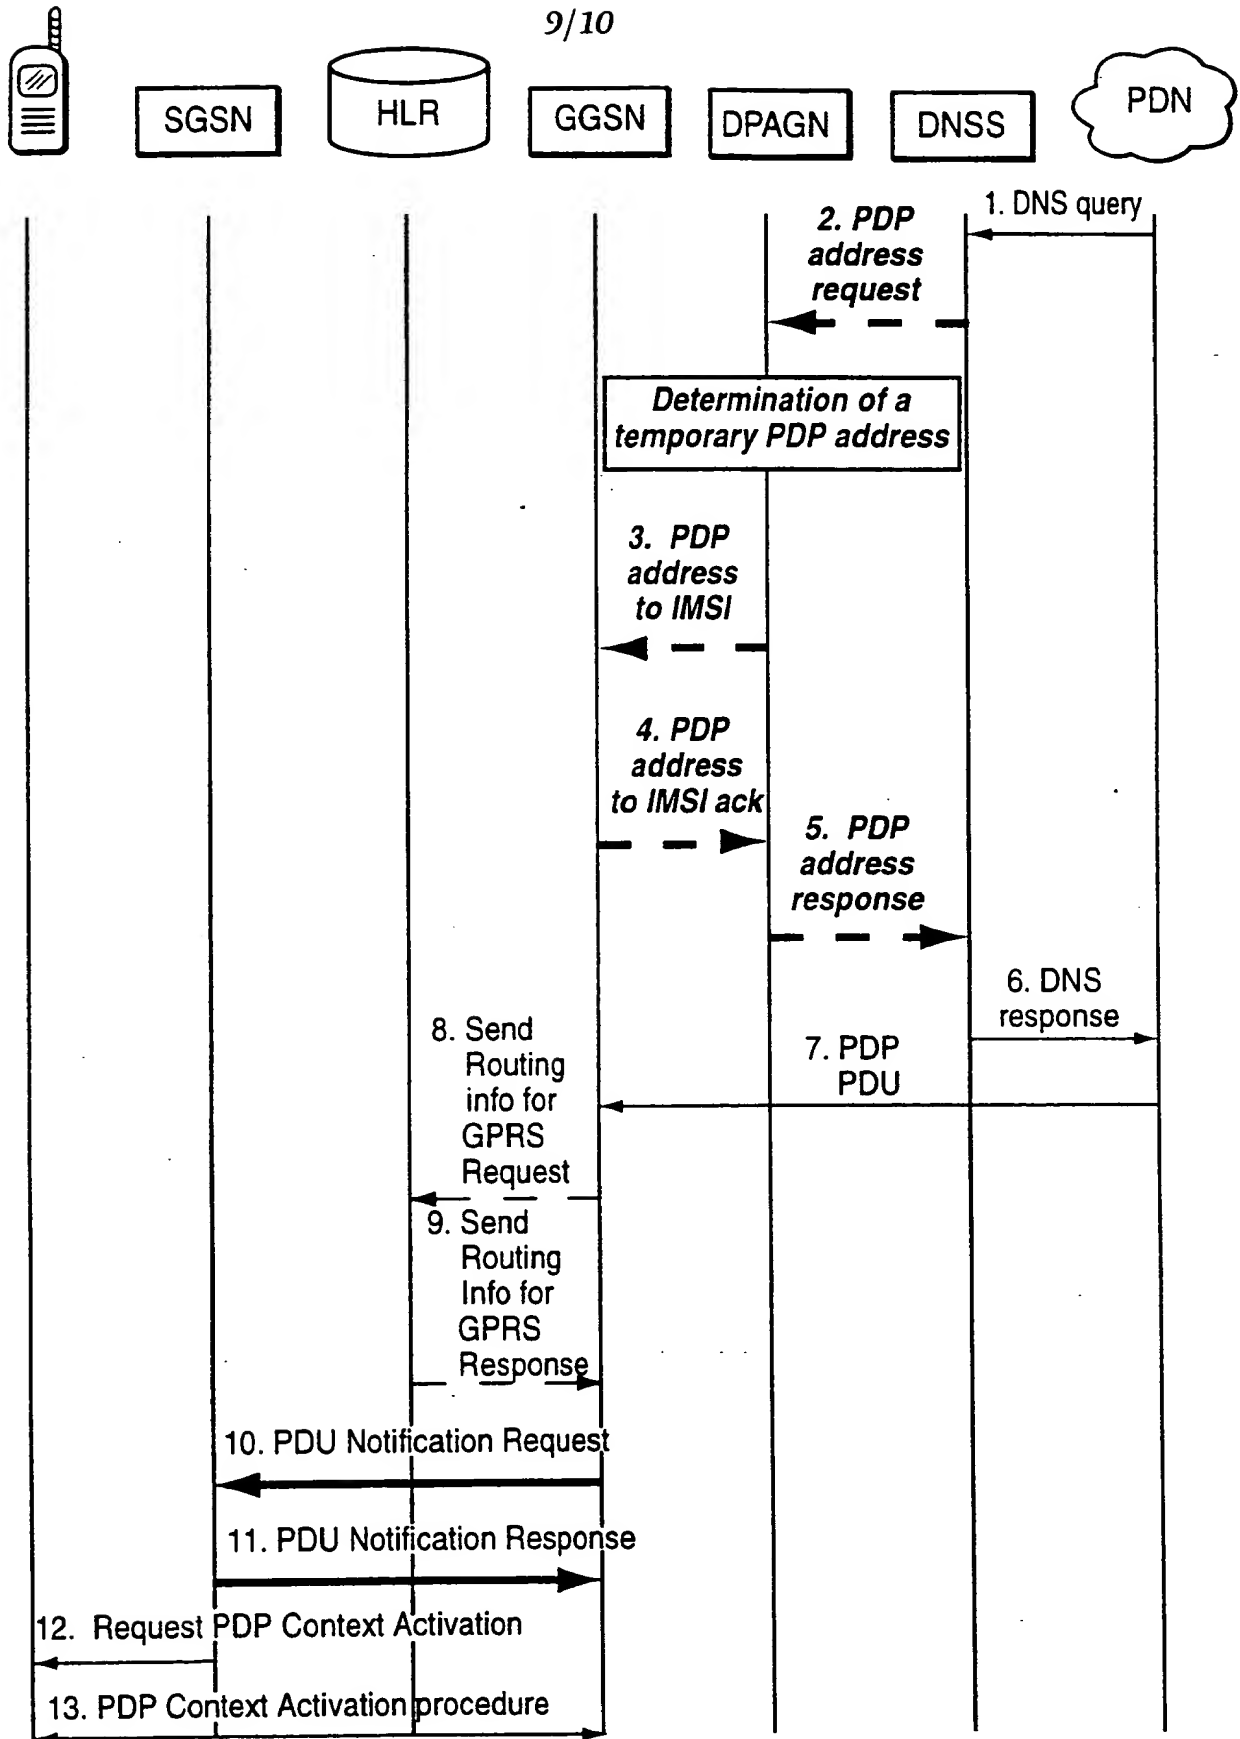 9/10
SGSN
HLR
GGSN
DPAGN
DNSS
PDN
1. DNS query
2. PDP
address
request
Determination of a
temporary PDP address
3. PDP
address
to IMSI
4. PDP
address
to IMSI ack
5. PDP
address
response
6. DNS
response
7. PDP
PDU
8. Send
Routing
info for
GPRS
Request
9. Send
Routing
Info for
GPRS
Response
10. PDU Notification Request
11. PDU Notification Response
12. Request PDP Context Activation
13. PDP Context Activation procedure